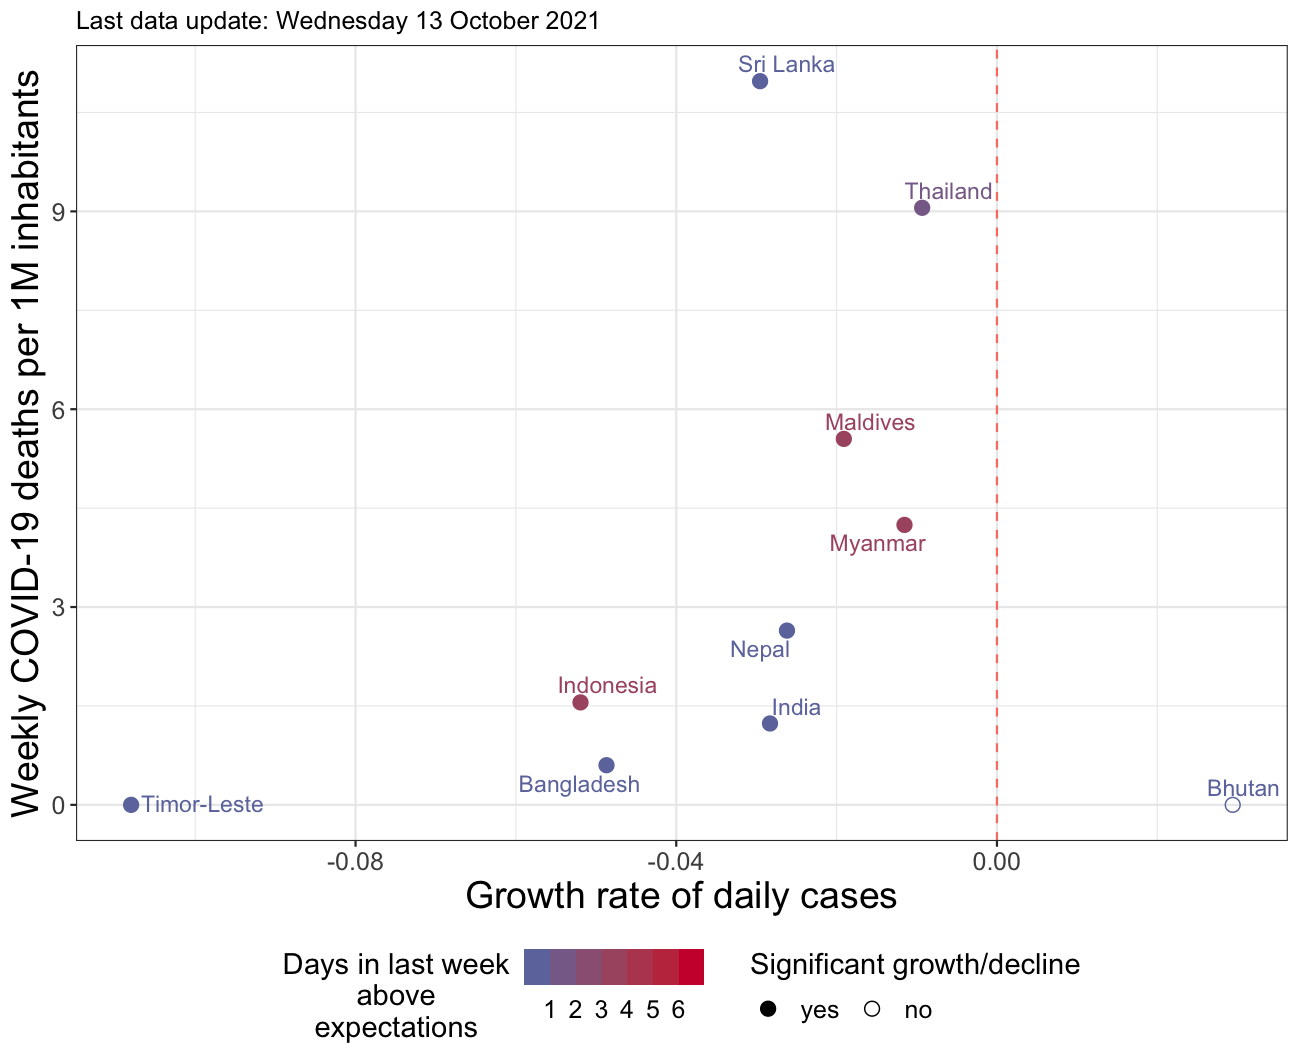 Last data update: Wednesday 13 October 2021
Weekly COVID-19 deaths per 1M inhabitants
Sri Lanka
Thailand
9
6
Maldives
Myanmar
3
Nepal
Indonesia
India
Bangladesh
Bhutan
0
Timor-Leste
-0.08
-0.04
0.00
Growth rate of daily cases
Days in last week
above
expectations
1 2 3 4 5 6
Significant growth/decline
yes
no